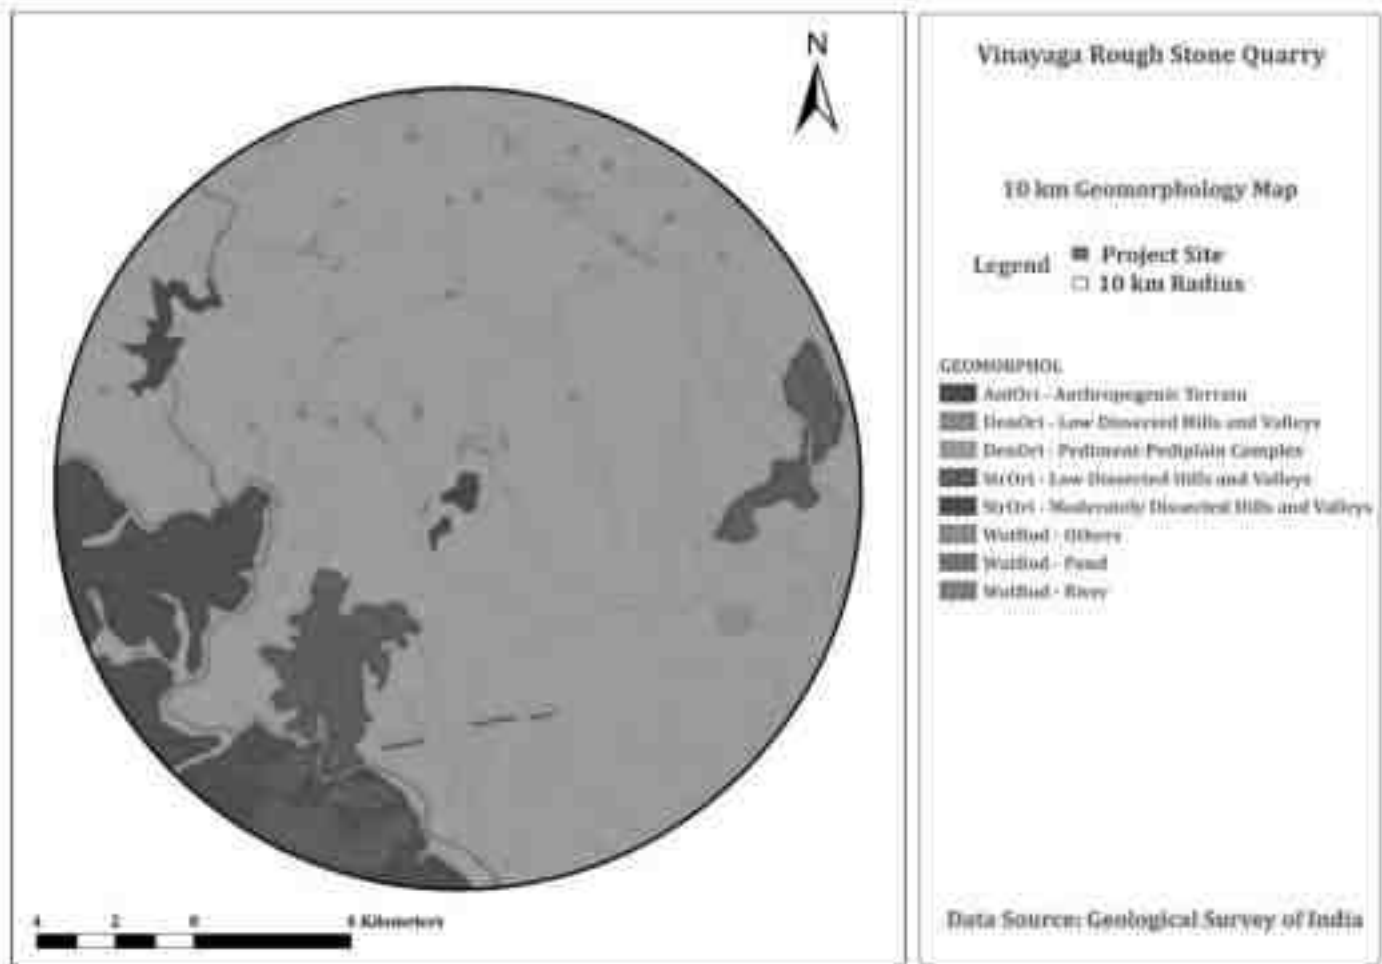 N
Vinayaga Rough Stone Quarry
10 km Geomorphology Map
Legend
Project Site
10 km Radius
GEOMORPHOL
AntOri - Anthropogenic Terrain
DenOri - Low Dissected Hills and Valleys
DenOri - Pediment-Pediplain Complex
StrOri - Low Dissected Hills and Valleys
StrOri - Moderately Dissected Hills and Valleys
WatBod - Others
WatBod - Pond
WatBod - River
4 2 0 4 Kilometers
Data Source: Geological Survey of India